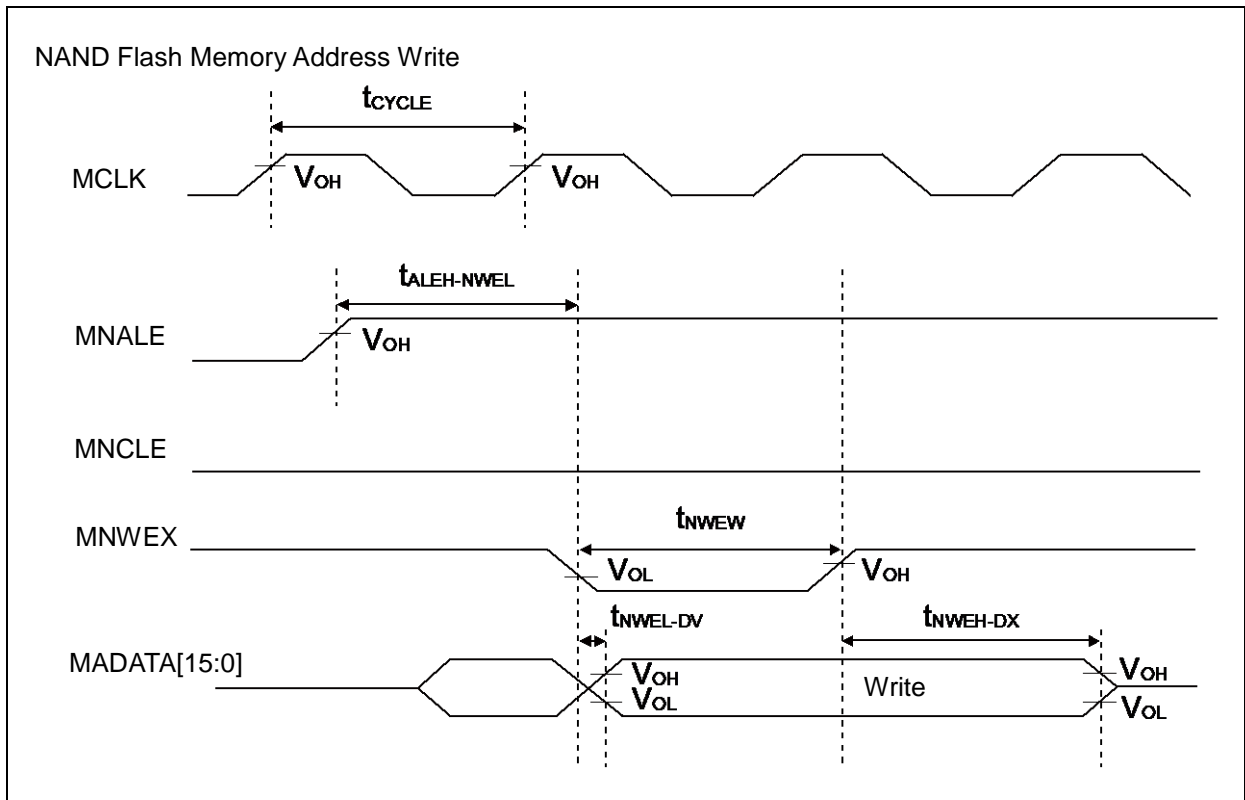 NAND Flash Memory Address Write
tCYCLE
MCLK
VOH
VOH
tALEH-NWEL
MNALE
VOH
MNCLE
tNWEW
MNWEX
VOL
VOH
tNWEL-DV
tNWEH-DX
MADATA[15:0]
VOH
Write
VOH
VOL
VOL